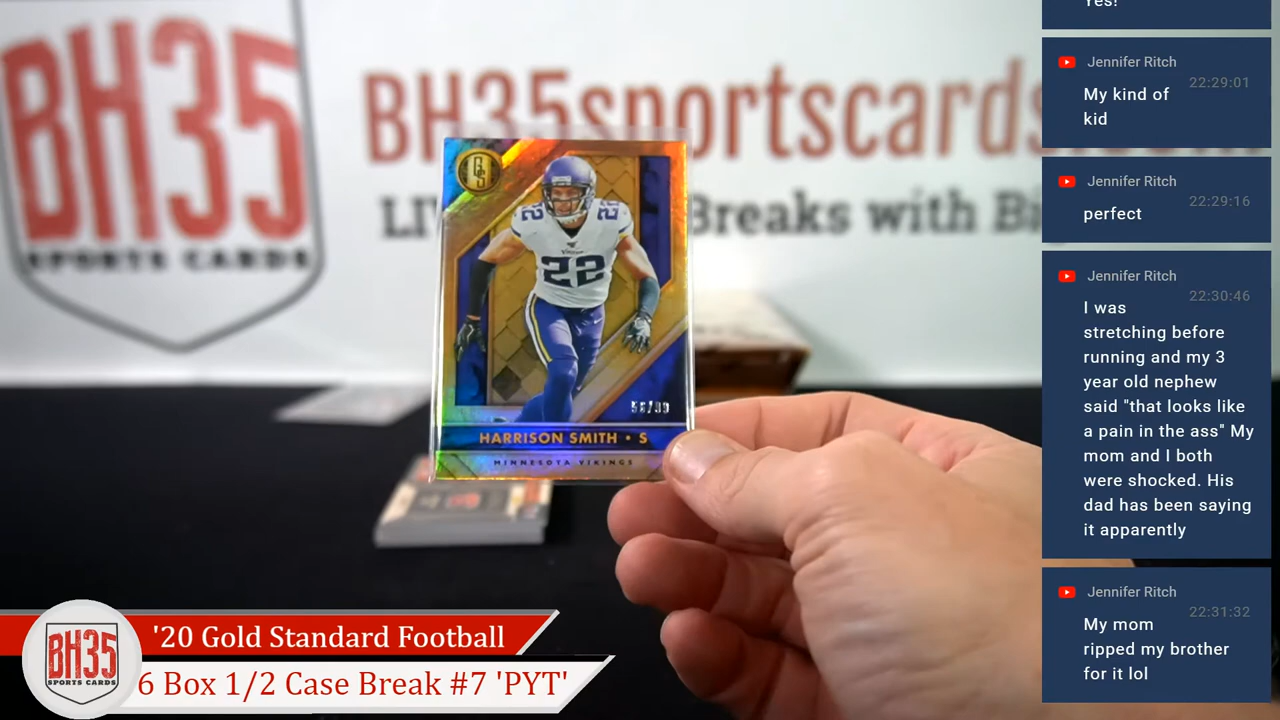 BH35
SPORTS CARDS
BH35sportscards
Breaks with
GS
22
22
HARRISON SMITH • S
MINNESOTA VIKINGS
'20 Gold Standard Football
6 Box 1/2 Case Break #7 'PYT'
BH35
SPORTS CARDS
Yes!
Jennifer Ritch
22:29:01
My kind of
kid
Jennifer Ritch
22:29:16
perfect
Jennifer Ritch
22:30:46
I was
stretching before
running and my 3
year old nephew
said "that looks like
a pain in the ass" My
mom and I both
were shocked. His
dad has been saying
it apparently
Jennifer Ritch
22:31:32
My mom
ripped my brother
for it lol